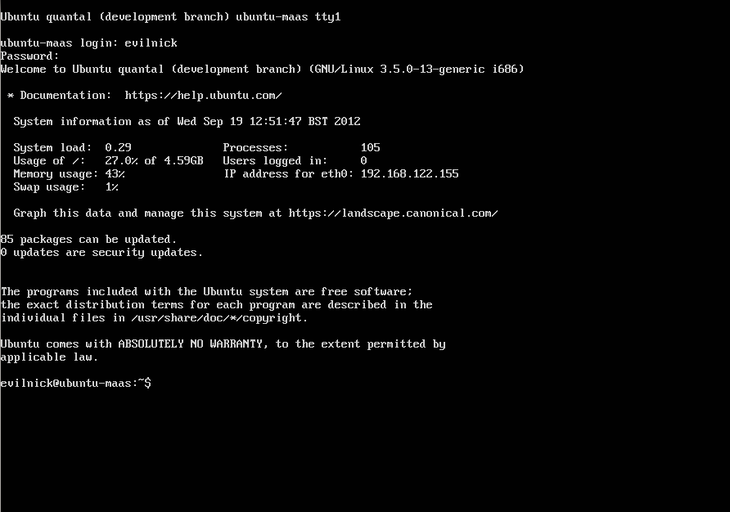 Ubuntu quantal (development branch) ubuntu-maas tty1
ubuntu-maas login: evilnick
Password:
Welcome to Ubuntu quantal (development branch) (GNU/Linux 3.5.0-13-generic i686)
* Documentation:  https://help.ubuntu.com/
System information as of Wed Sep 19 12:51:47 BST 2012
System load:  0.29              Processes:           105
Usage of /:   27.0% of 4.59GB   Users logged in:     0
Memory usage: 43%               IP address for eth0: 192.168.122.155
Swap usage:   1%
Graph this data and manage this system at https://landscape.canonical.com/
85 packages can be updated.
0 updates are security updates.
The programs included with the Ubuntu system are free software;
the exact distribution terms for each program are described in the
individual files in /usr/share/doc/*/copyright.
Ubuntu comes with ABSOLUTELY NO WARRANTY, to the extent permitted by
applicable law.
evilnick@ubuntu-maas:~$